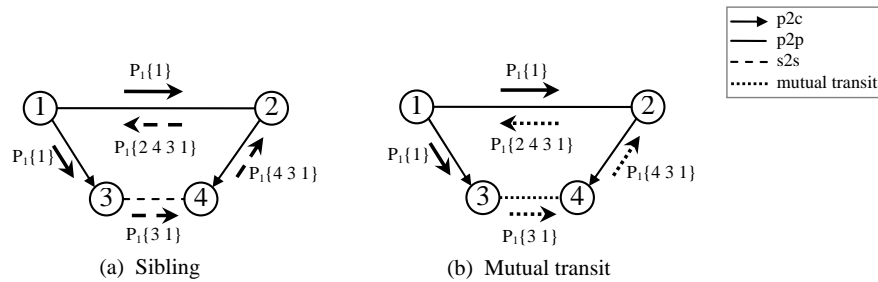 p2c
p2p
s2s
mutual transit
P1{1}
1
2
P1{2 4 3 1}
P1{1}
P1{4 3 1}
3
4
P1{3 1}
(a) Sibling
P1{1}
1
2
P1{2 4 3 1}
P1{1}
P1{4 3 1}
3
4
P1{3 1}
(b) Mutual transit